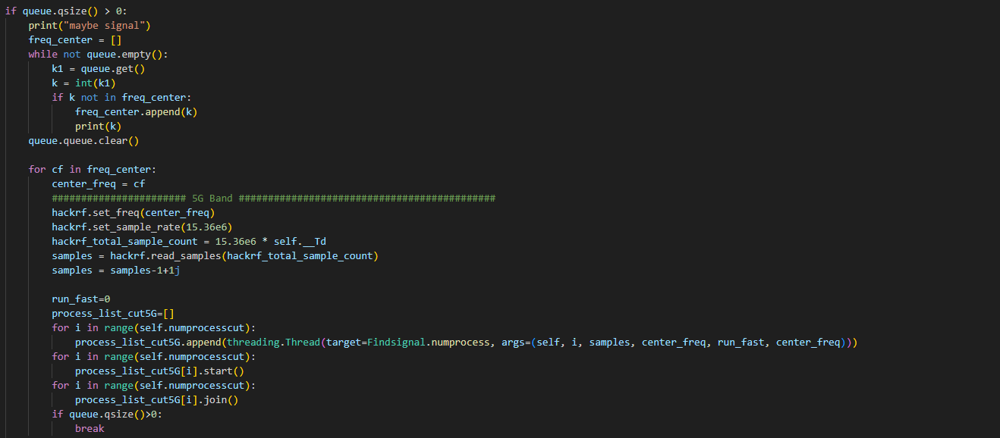 if queue.qsize() > 0:
    print("maybe signal")
    freq_center = []
    while not queue.empty():
        k1 = queue.get()
        k = int(k1)
        if k not in freq_center:
            freq_center.append(k)
            print(k)
    queue.queue.clear()

    for cf in freq_center:
        center_freq = cf
        ####################### 5G Band ############################################
        hackrf.set_freq(center_freq)
        hackrf.set_sample_rate(15.36e6)
        hackrf_total_sample_count = 15.36e6 * self.__Td
        samples = hackrf.read_samples(hackrf_total_sample_count)
        samples = samples-1+1j

        run_fast=0
        process_list_cut5G=[]
        for i in range(self.numprocesscut):
            process_list_cut5G.append(threading.Thread(target=Findsignal.numprocess, args=(self, i, samples, center_freq, run_fast, center_freq)))
        for i in range(self.numprocesscut):
            process_list_cut5G[i].start()
        for i in range(self.numprocesscut):
            process_list_cut5G[i].join()
        if queue.qsize()>0:
            break